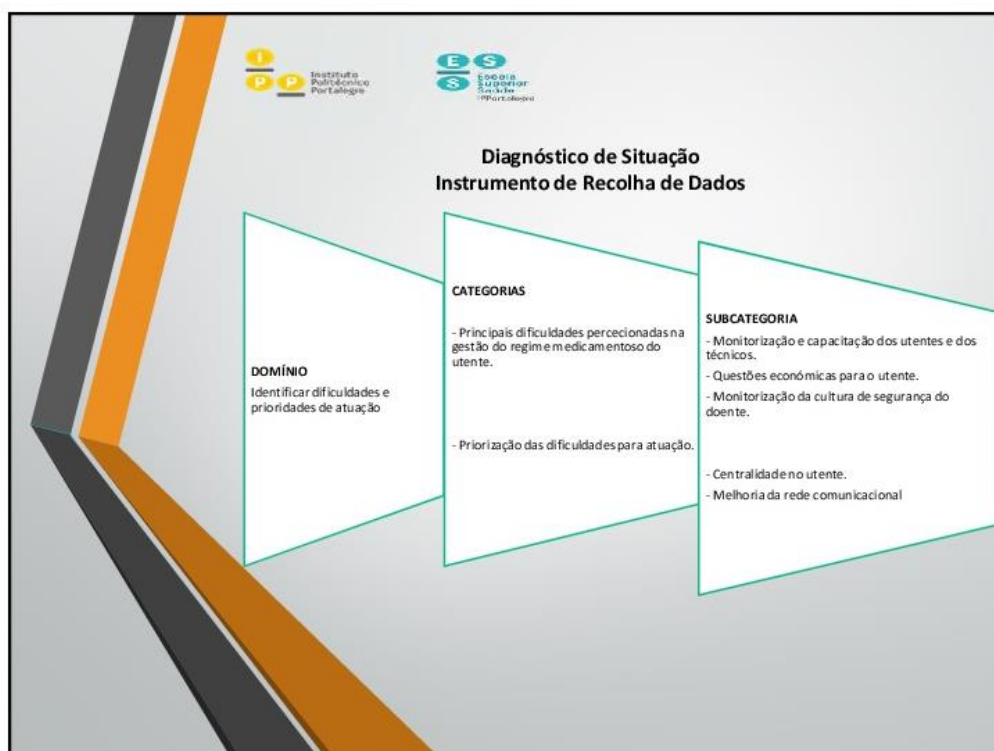 I
P P
Instituto
Politécnico
Portalegre
E S
S
Escola
Superior
Saúde
IPPortalegre
Diagnóstico de Situação
Instrumento de Recolha de Dados
DOMÍNIO
Identificar dificuldades e
prioridades de atuação
CATEGORIAS
- Principais dificuldades percecionadas na
gestão do regime medicamentoso do
utente.
- Priorização das dificuldades para atuação.
SUBCATEGORIA
- Monitorização e capacitação dos utentes e dos
técnicos.
- Questões económicas para o utente.
- Monitorização da cultura de segurança do
doente.
- Centralidade no utente.
- Melhoria da rede comunicacional